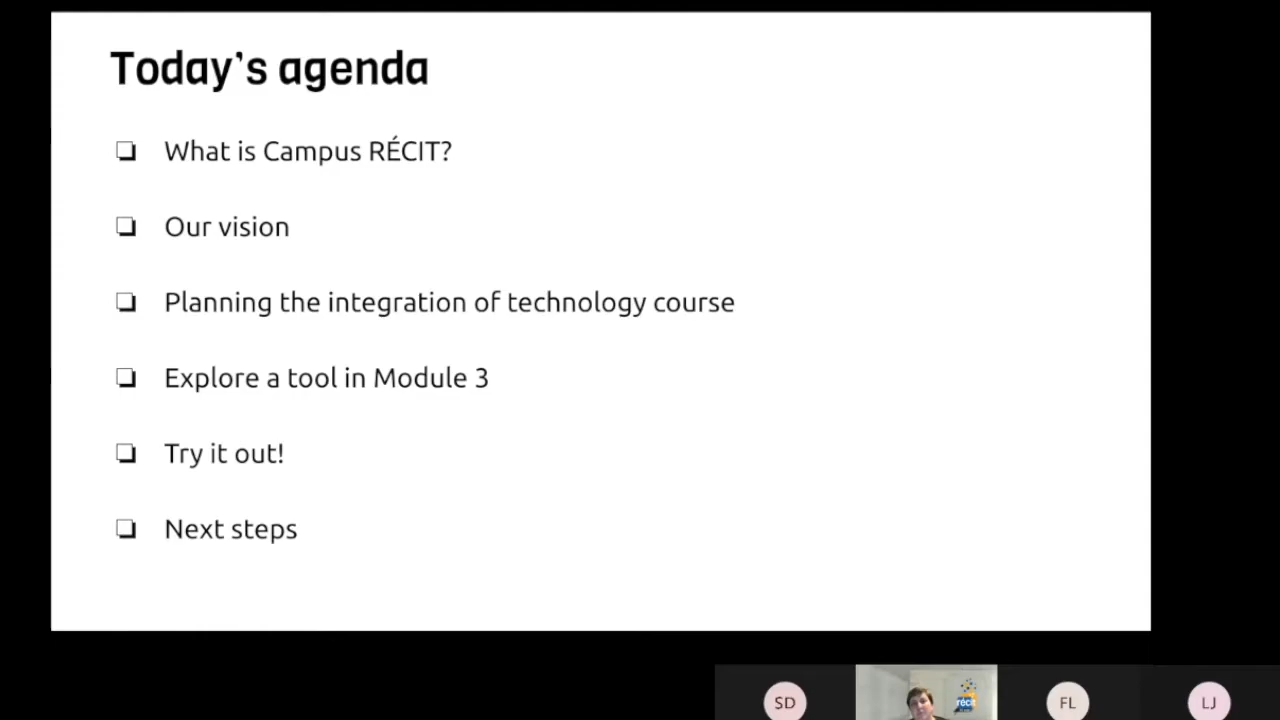 Today's agenda
What is Campus RÉCIT?
Our vision
Planning the integration of technology course
Explore a tool in Module 3
Try it out!
Next steps
SD
récit
FL
LJ